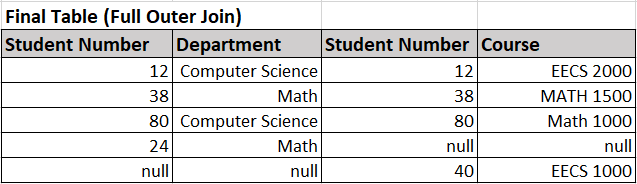 Final Table (Full Outer Join)
Student Number Department Student Number Course
12 Computer Science 12 EECS 2000
38 Math 38 MATH 1500
80 Computer Science 80 Math 1000
24 Math null null
null null 40 EECS 1000